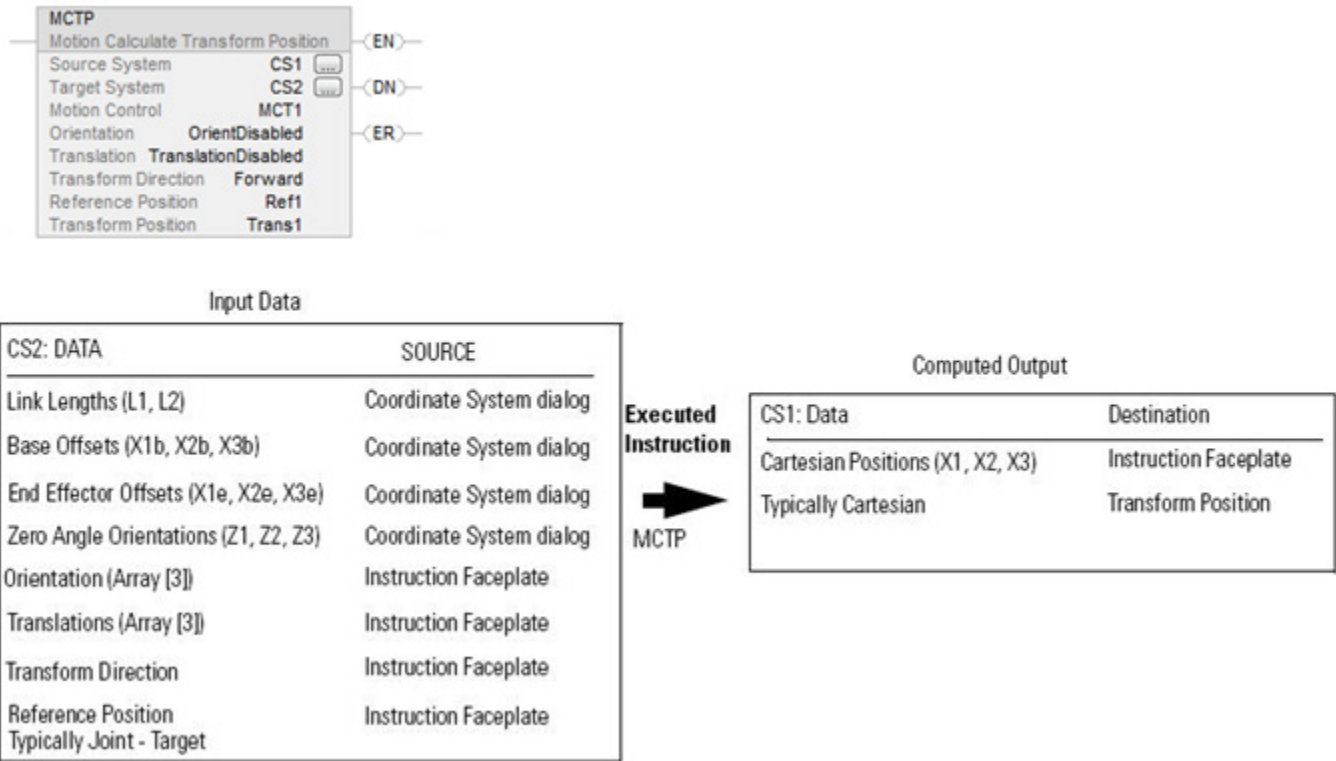 MCTP
Motion Calculate Transform Position
EN
Source System CS1 ...
Target System CS2 ...
DN
Motion Control MCT1
Orientation OrientDisabled
ER
Translation TranslationDisabled
Transform Direction Forward
Reference Position Ref1
Transform Position Trans1
Input Data
CS2: DATA SOURCE
Link Lengths (L1, L2) Coordinate System dialog
Base Offsets (X1b, X2b, X3b) Coordinate System dialog
End Effector Offsets (X1e, X2e, X3e) Coordinate System dialog
Zero Angle Orientations (Z1, Z2, Z3) Coordinate System dialog
Orientation (Array [3]) Instruction Faceplate
Translations (Array [3]) Instruction Faceplate
Transform Direction Instruction Faceplate
Reference Position Instruction Faceplate
Typically Joint - Target
Executed
Instruction
MCTP
Computed Output
CS1: Data Destination
Cartesian Positions (X1, X2, X3) Instruction Faceplate
Typically Cartesian Transform Position